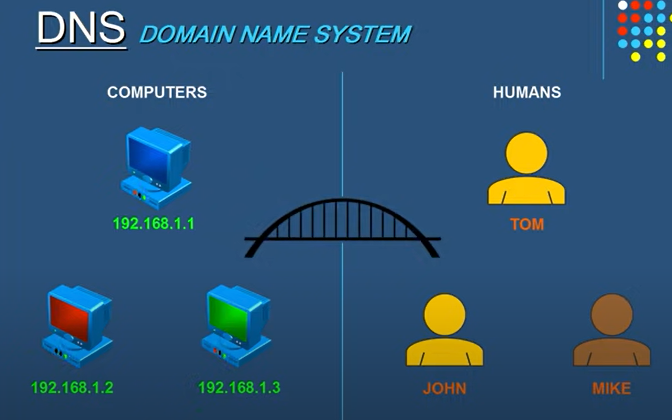 DNS DOMAIN NAME SYSTEM
COMPUTERS
HUMANS
192.168.1.1
TOM
192.168.1.2
192.168.1.3
JOHN
MIKE